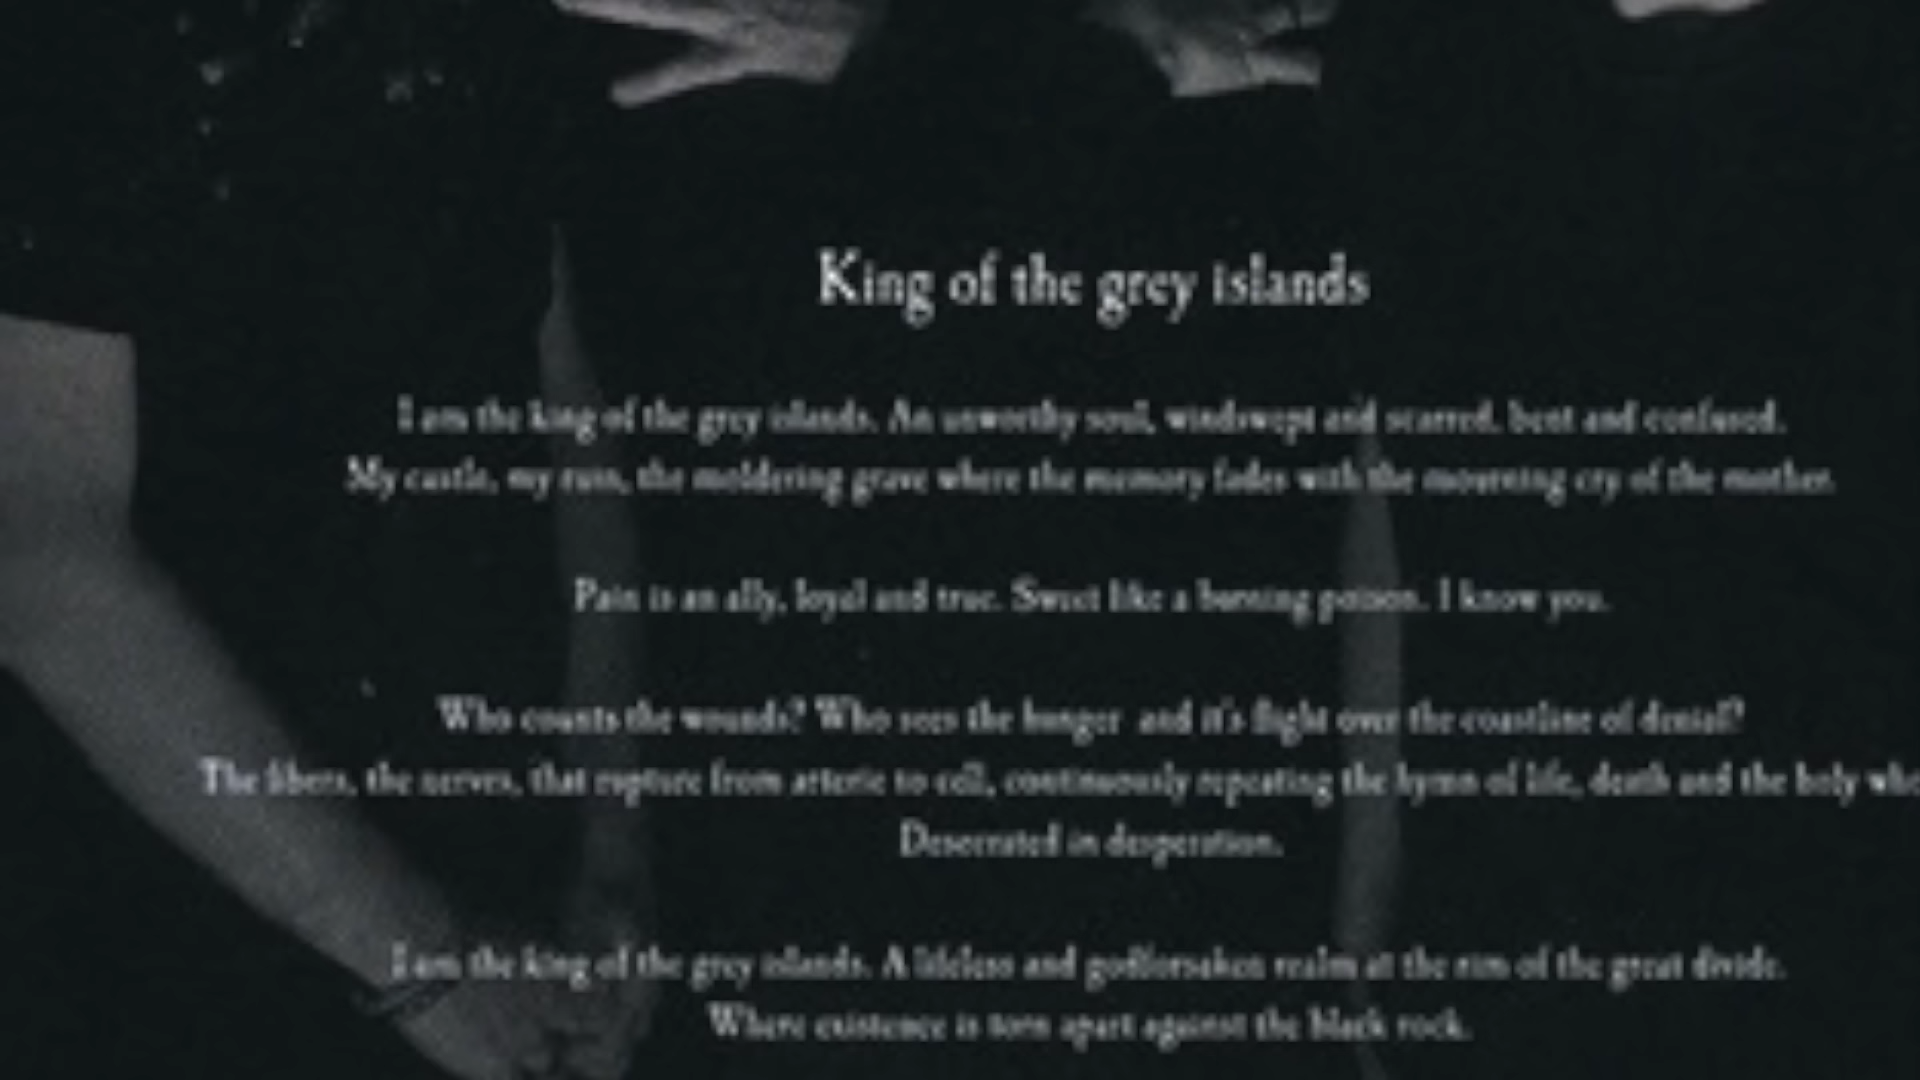 King of the grey islands
I am the king of the grey islands. An unworthy soul, windswept and scarred, bent and confused.
My castle, my ruin, the moldering grave where the memory fades with the mourning cry of the mother.
Pain is an ally, loyal and true. Sweet like a burning poison. I know you.
Who counts the wounds? Who sees the hunger and it's flight over the coastline of denial?
The fibers, the nerves, that rupture from arterie to cell, continuously repeating the hymn of life, death and the holy
Desecrated in desperation.
I am the king of the grey islands. A lifeless and godforsaken realm at the rim of the great divide.
Where existence is torn apart against the black rock.